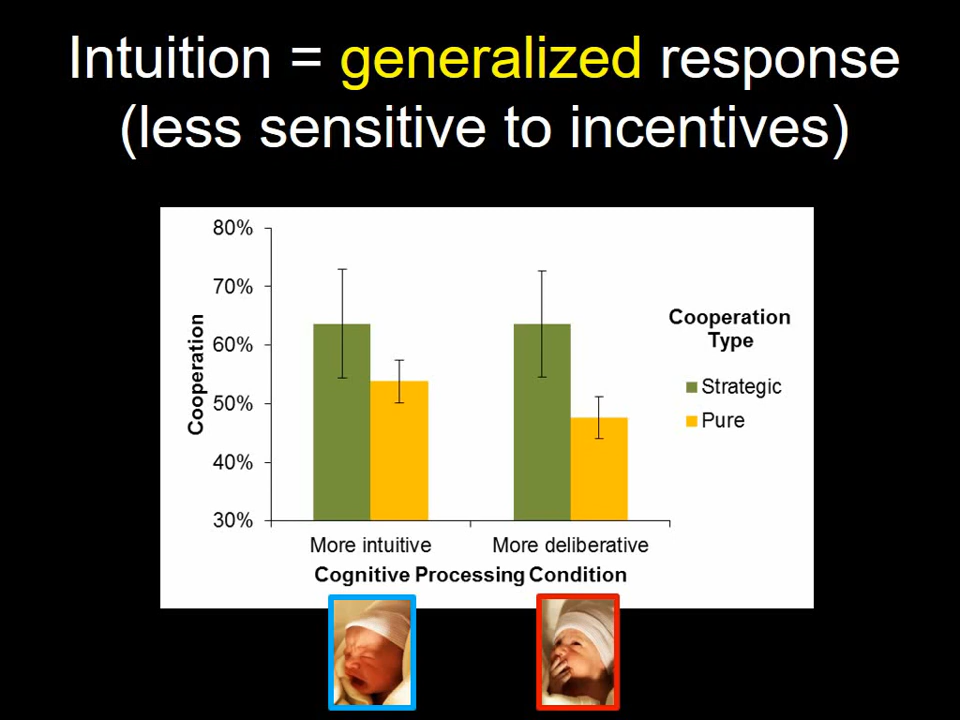 Intuition = generalized response
(less sensitive to incentives)
80%
70%
60%
50%
40%
30%
Cooperation
More intuitive
More deliberative
Cognitive Processing Condition
Cooperation
Type
Strategic
Pure